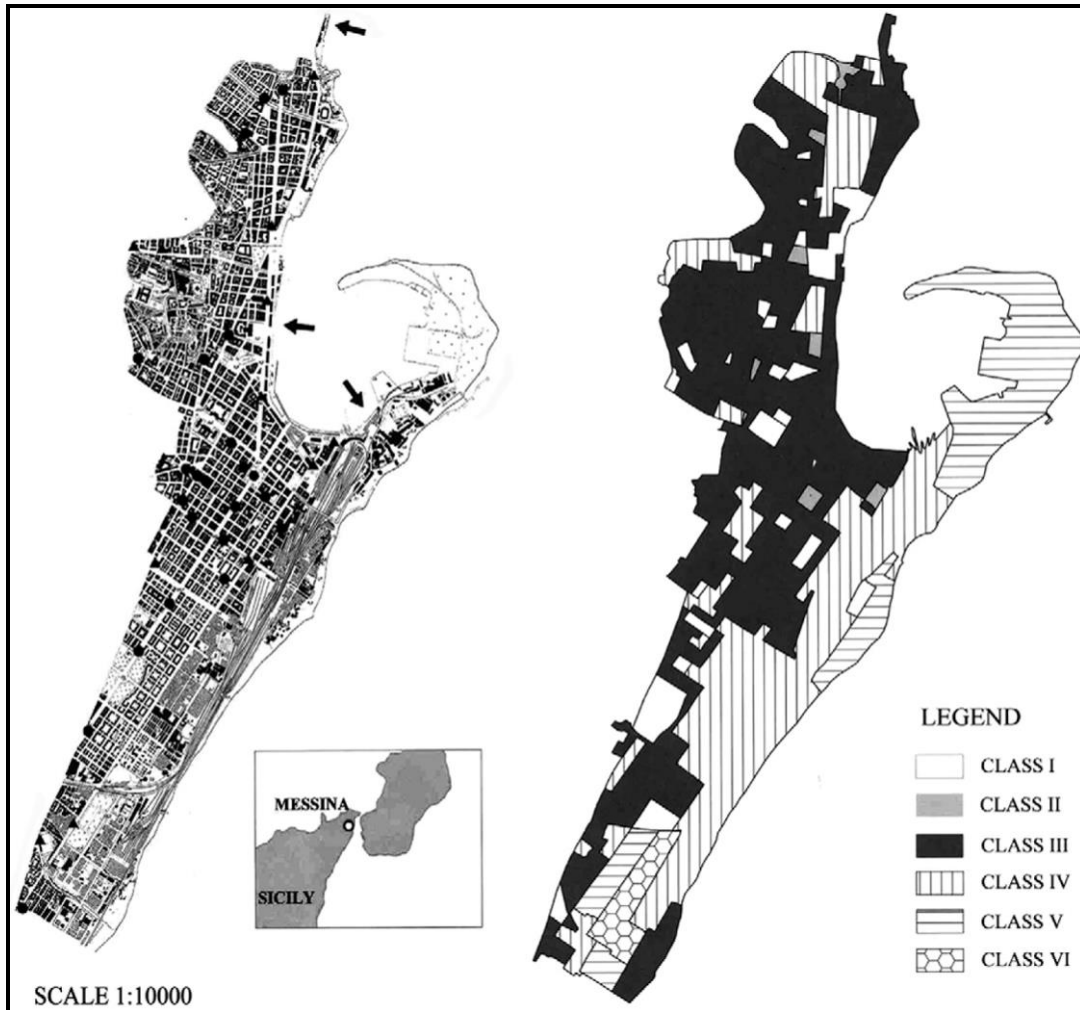 MESSINA
SICILY
SCALE 1:10000
LEGEND
CLASS I
CLASS II
CLASS III
CLASS IV
CLASS V
CLASS VI